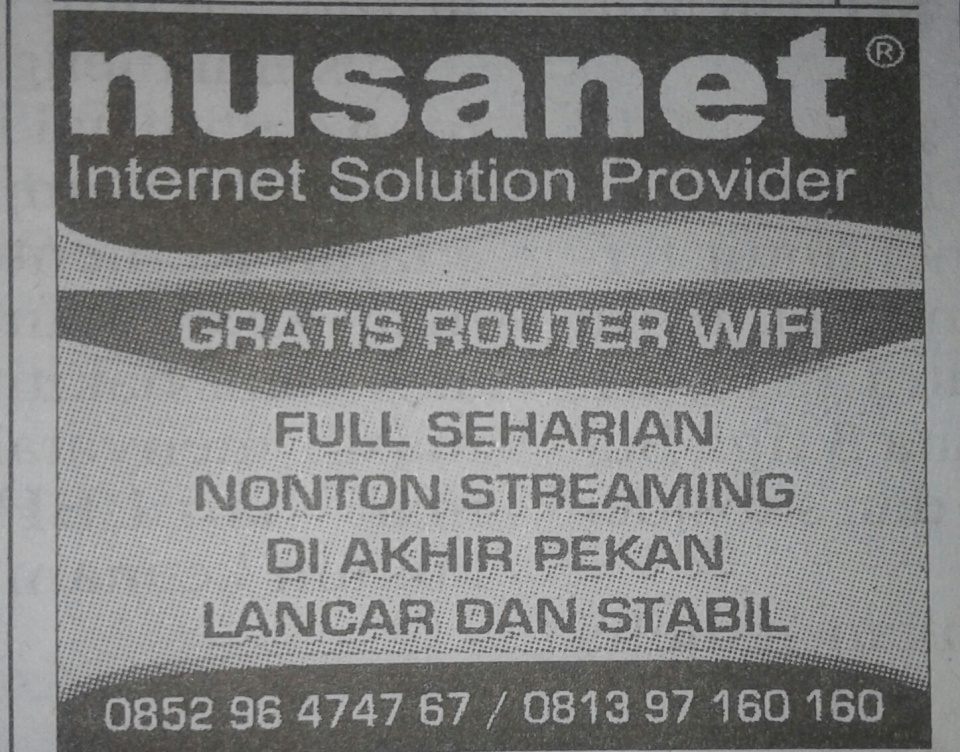 nusanet®
Internet Solution Provider
GRATIS ROUTER WIFI
FULL SEHARIAN
NONTON STREAMING
DI AKHIR PEKAN
LANCAR DAN STABIL
0852 96 4747 67 / 0813 97 160 160